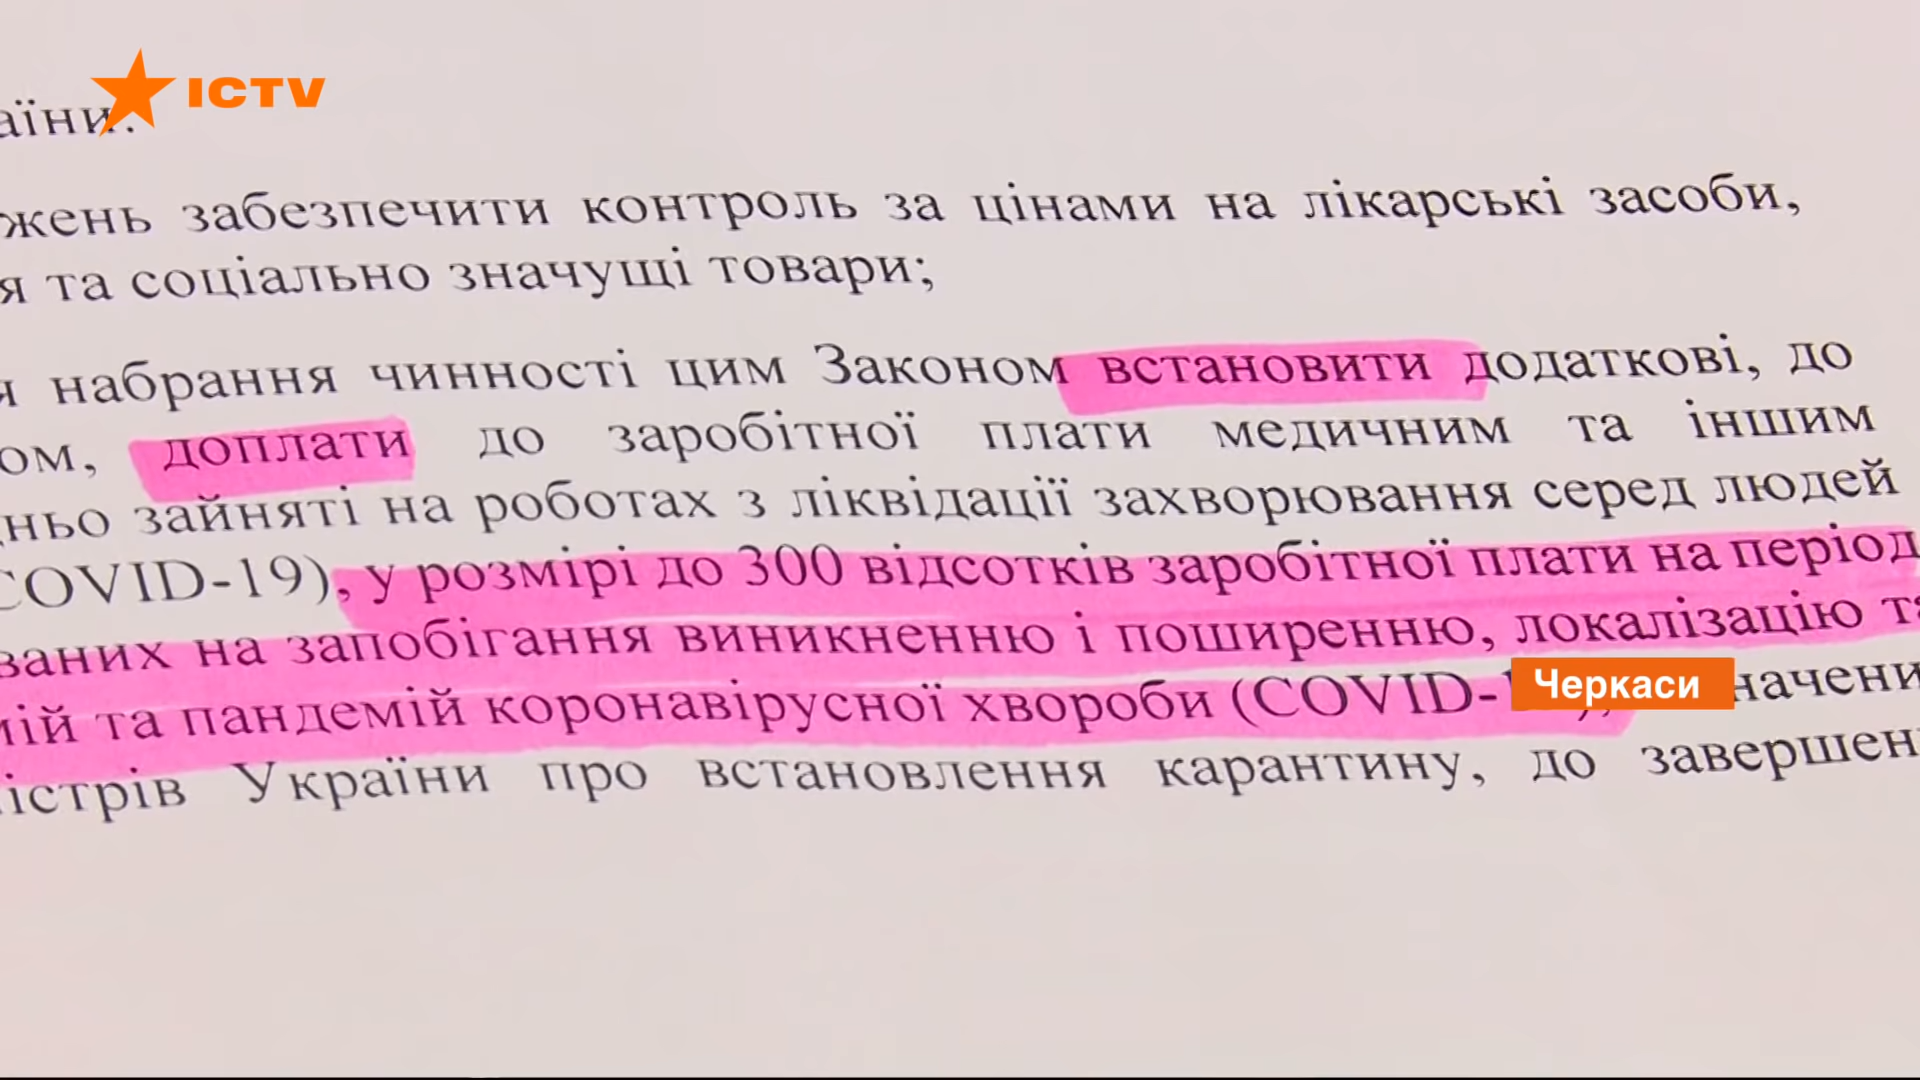 ICTV
аїни.
жень забезпечити контроль за цінами на лікарські засоби,
я та соціально значущі товари;
я набрання чинності цим Законом встановити додаткові, до
ом, доплати до заробітної плати медичним та іншим
ньо зайняті на роботах з ліквідації захворювання серед людей
COVID-19), у розмірі до 300 відсотків заробітної плати на період
ваних на запобігання виникненню і поширенню, локалізацію та
мій та пандемій коронавірусної хвороби (COVID-
Черкаси
начени
істрів України про встановлення карантину, до завершен